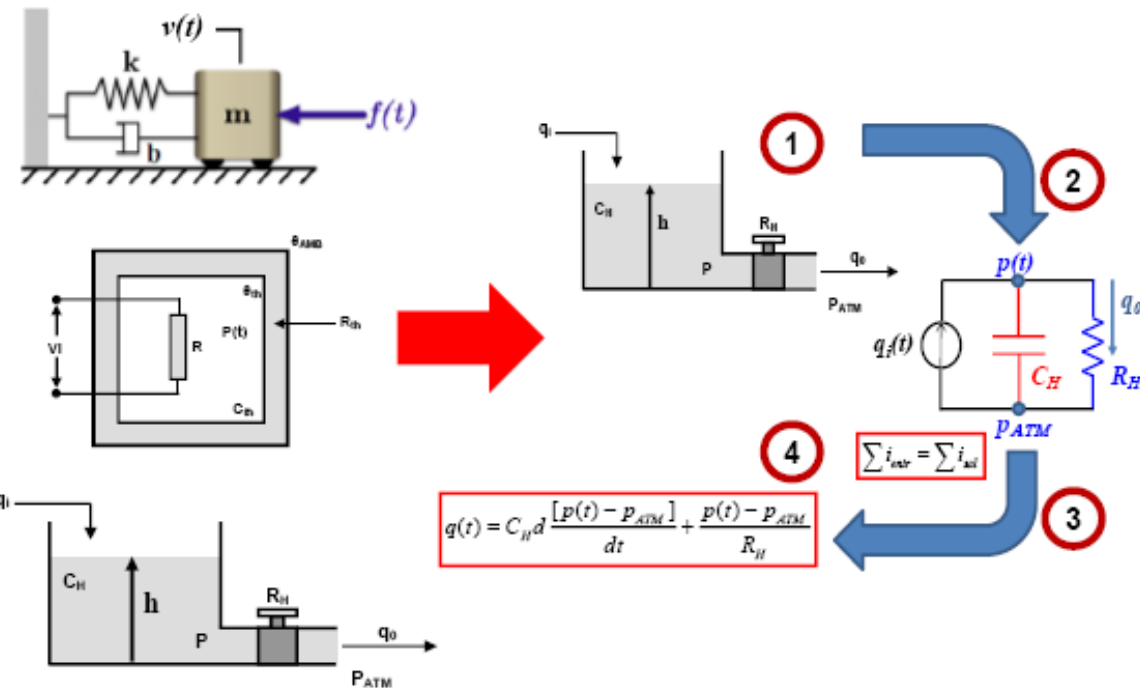 v(t)
k
m
f(t)
b
θAMB
θth
P(t)
Rth
VI
R
Cth
qi
CH
h
RH
P
q0
PATM
qi
CH
h
RH
P
q0
PATM
1
2
p(t)
qi(t)
CH
RH
q0
pATM
∑ientr = ∑isal
3
4
q(t) = CH d [p(t) − pATM] / dt + p(t) − pATM / RH